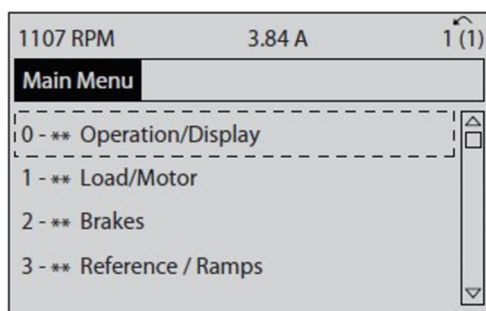 1107 RPM 3.84 A 1 (1)
Main Menu
0 - ** Operation/Display
1 - ** Load/Motor
2 - ** Brakes
3 - ** Reference / Ramps